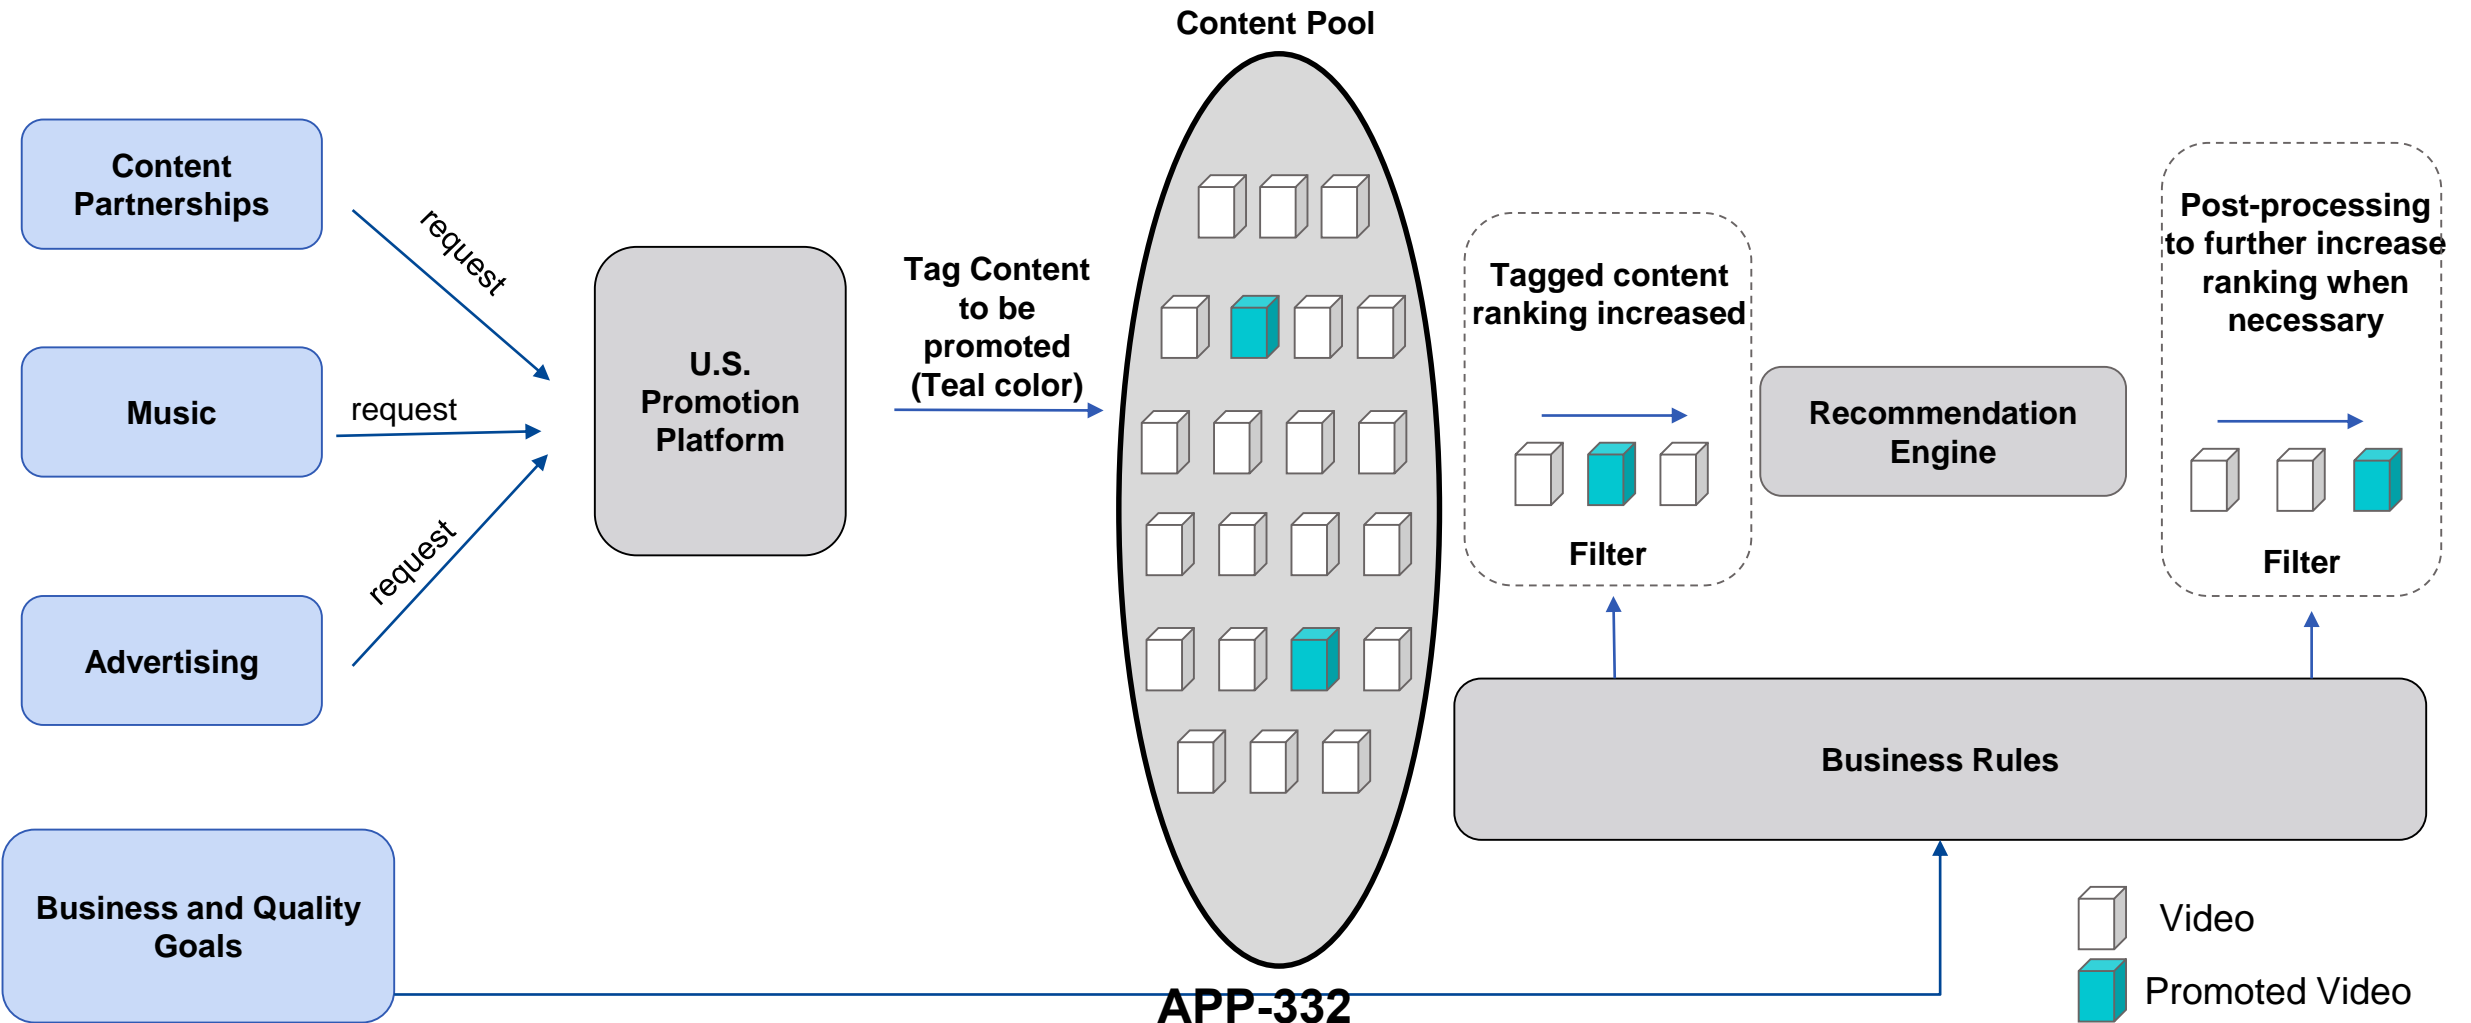 Content Pool
Content
Partnerships
request
Music
request
Advertising
request
Business and Quality
Goals
U.S.
Promotion
Platform
Tag Content
to be
promoted
(Teal color)
Tagged content
ranking increased
Filter
Recommendation
Engine
Post-processing
to further increase
ranking when
necessary
Filter
Business Rules
Video
Promoted Video
APP-332